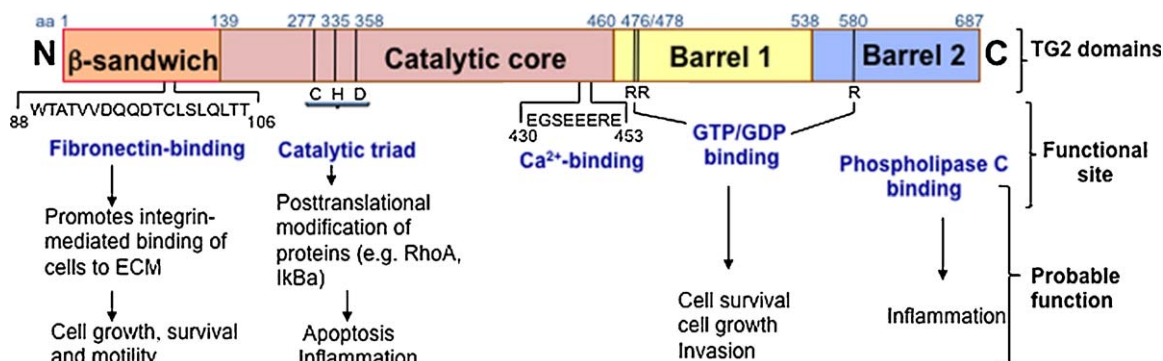 aa 1 139 277 335 358 460 476/478 538 580 687
N β-sandwich Catalytic core Barrel 1 Barrel 2 C TG2 domains
C H D RR R
WTATVVDQQDTCLSLQLTT
88 106
EGSEEERE
430 453
Fibronectin-binding
Catalytic triad
Ca2+-binding
GTP/GDP
binding
Phospholipase C
binding
Functional
site
Promotes integrin-
mediated binding of
cells to ECM
Posttranslational
modification of
proteins (e.g. RhoA,
IkBa)
Cell growth, survival
and motility
Apoptosis
Inflammation
Cell survival
cell growth
Invasion
Inflammation
Probable
function